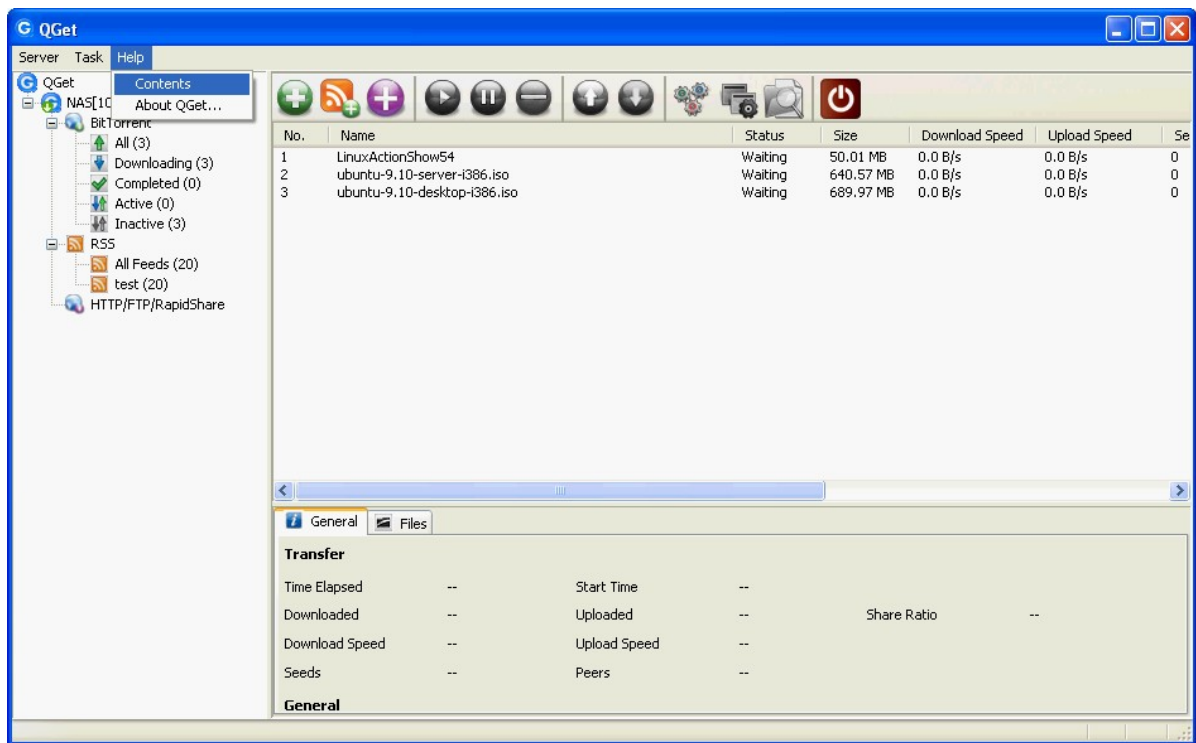 QGet
Server Task Help
Contents
About QGet...
QGet
NAS[10
BitTorrent
All (3)
Downloading (3)
Completed (0)
Active (0)
Inactive (3)
RSS
All Feeds (20)
test (20)
HTTP/FTP/RapidShare
No. Name Status Size Download Speed Upload Speed Se
1 LinuxActionShow54 Waiting 50.01 MB 0.0 B/s 0.0 B/s 0
2 ubuntu-9.10-server-i386.iso Waiting 640.57 MB 0.0 B/s 0.0 B/s 0
3 ubuntu-9.10-desktop-i386.iso Waiting 689.97 MB 0.0 B/s 0.0 B/s 0
General Files
Transfer
Time Elapsed -- Start Time --
Downloaded -- Uploaded -- Share Ratio --
Download Speed -- Upload Speed --
Seeds -- Peers --
General